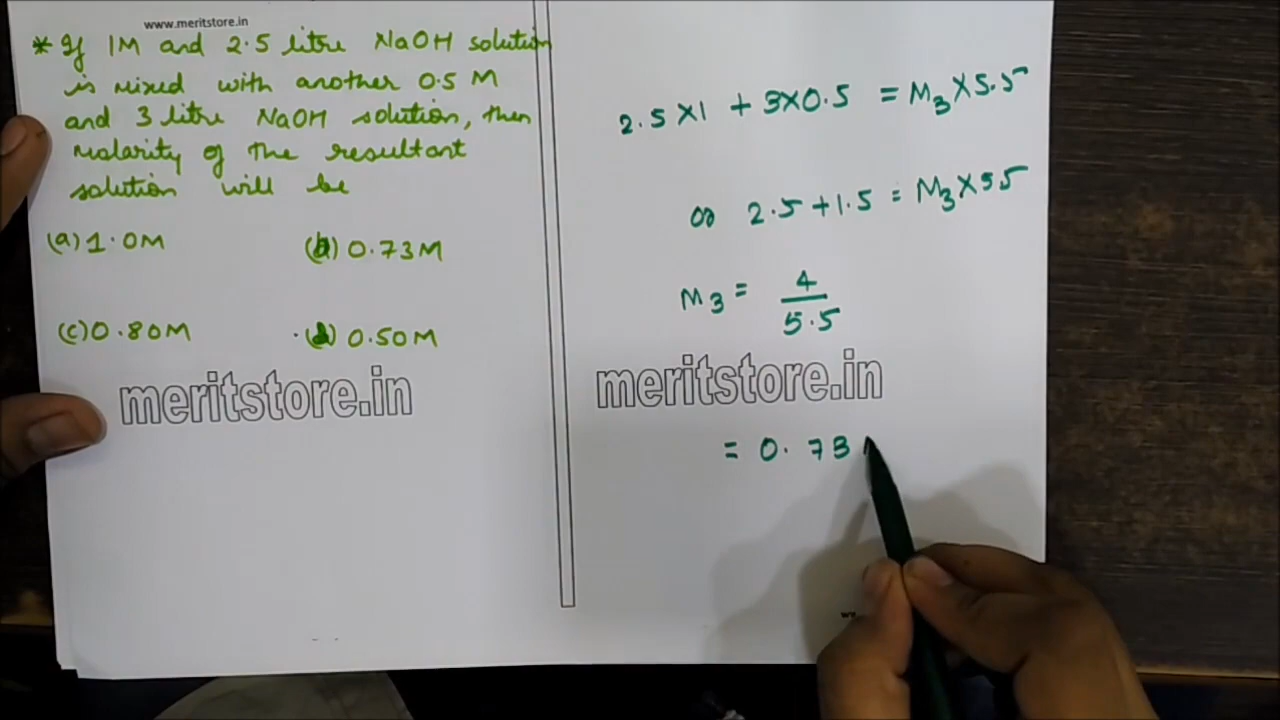 www.meritstore.in
* If 1M and 2.5 litre NaOH solution
is mixed with another 0.5 M
and 3 litre NaOH solution, then
molarity of the resultant
solution will be
(a) 1.0M (b) 0.73M
(c) 0.80M (d) 0.50M
meritstore.in
2.5 X 1 + 3 X 0.5 = M3 X 5.5
or 2.5 + 1.5 = M3 X 5.5
M3 = 4/5.5
meritstore.in
= 0.73